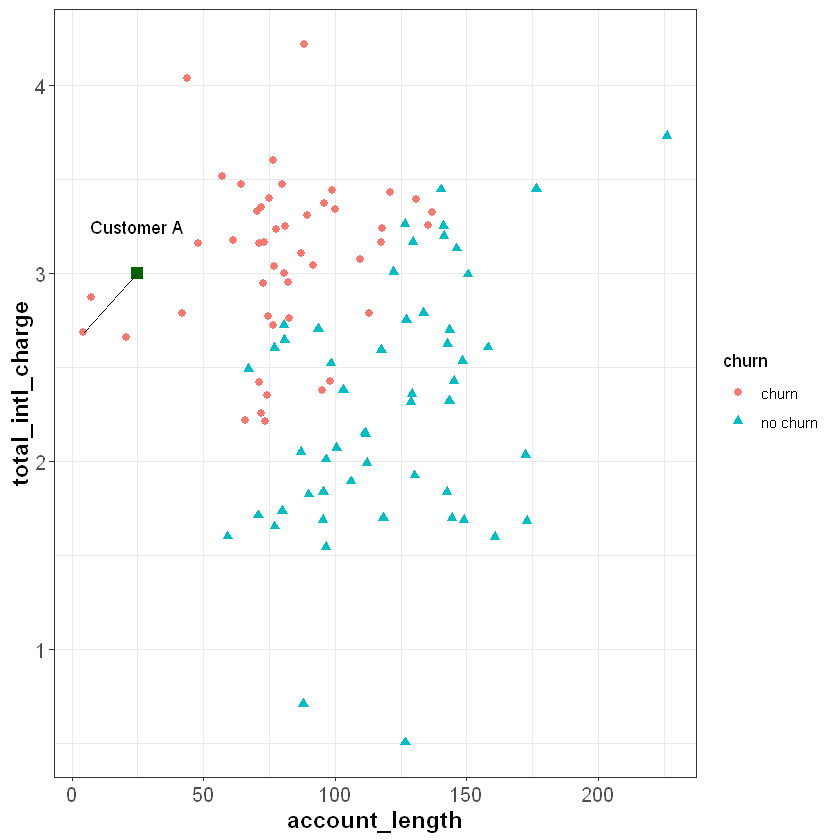 4
3
2
1
Customer A
total_intl_charge
0
50
100
150
200
account_length
churn
churn
no churn